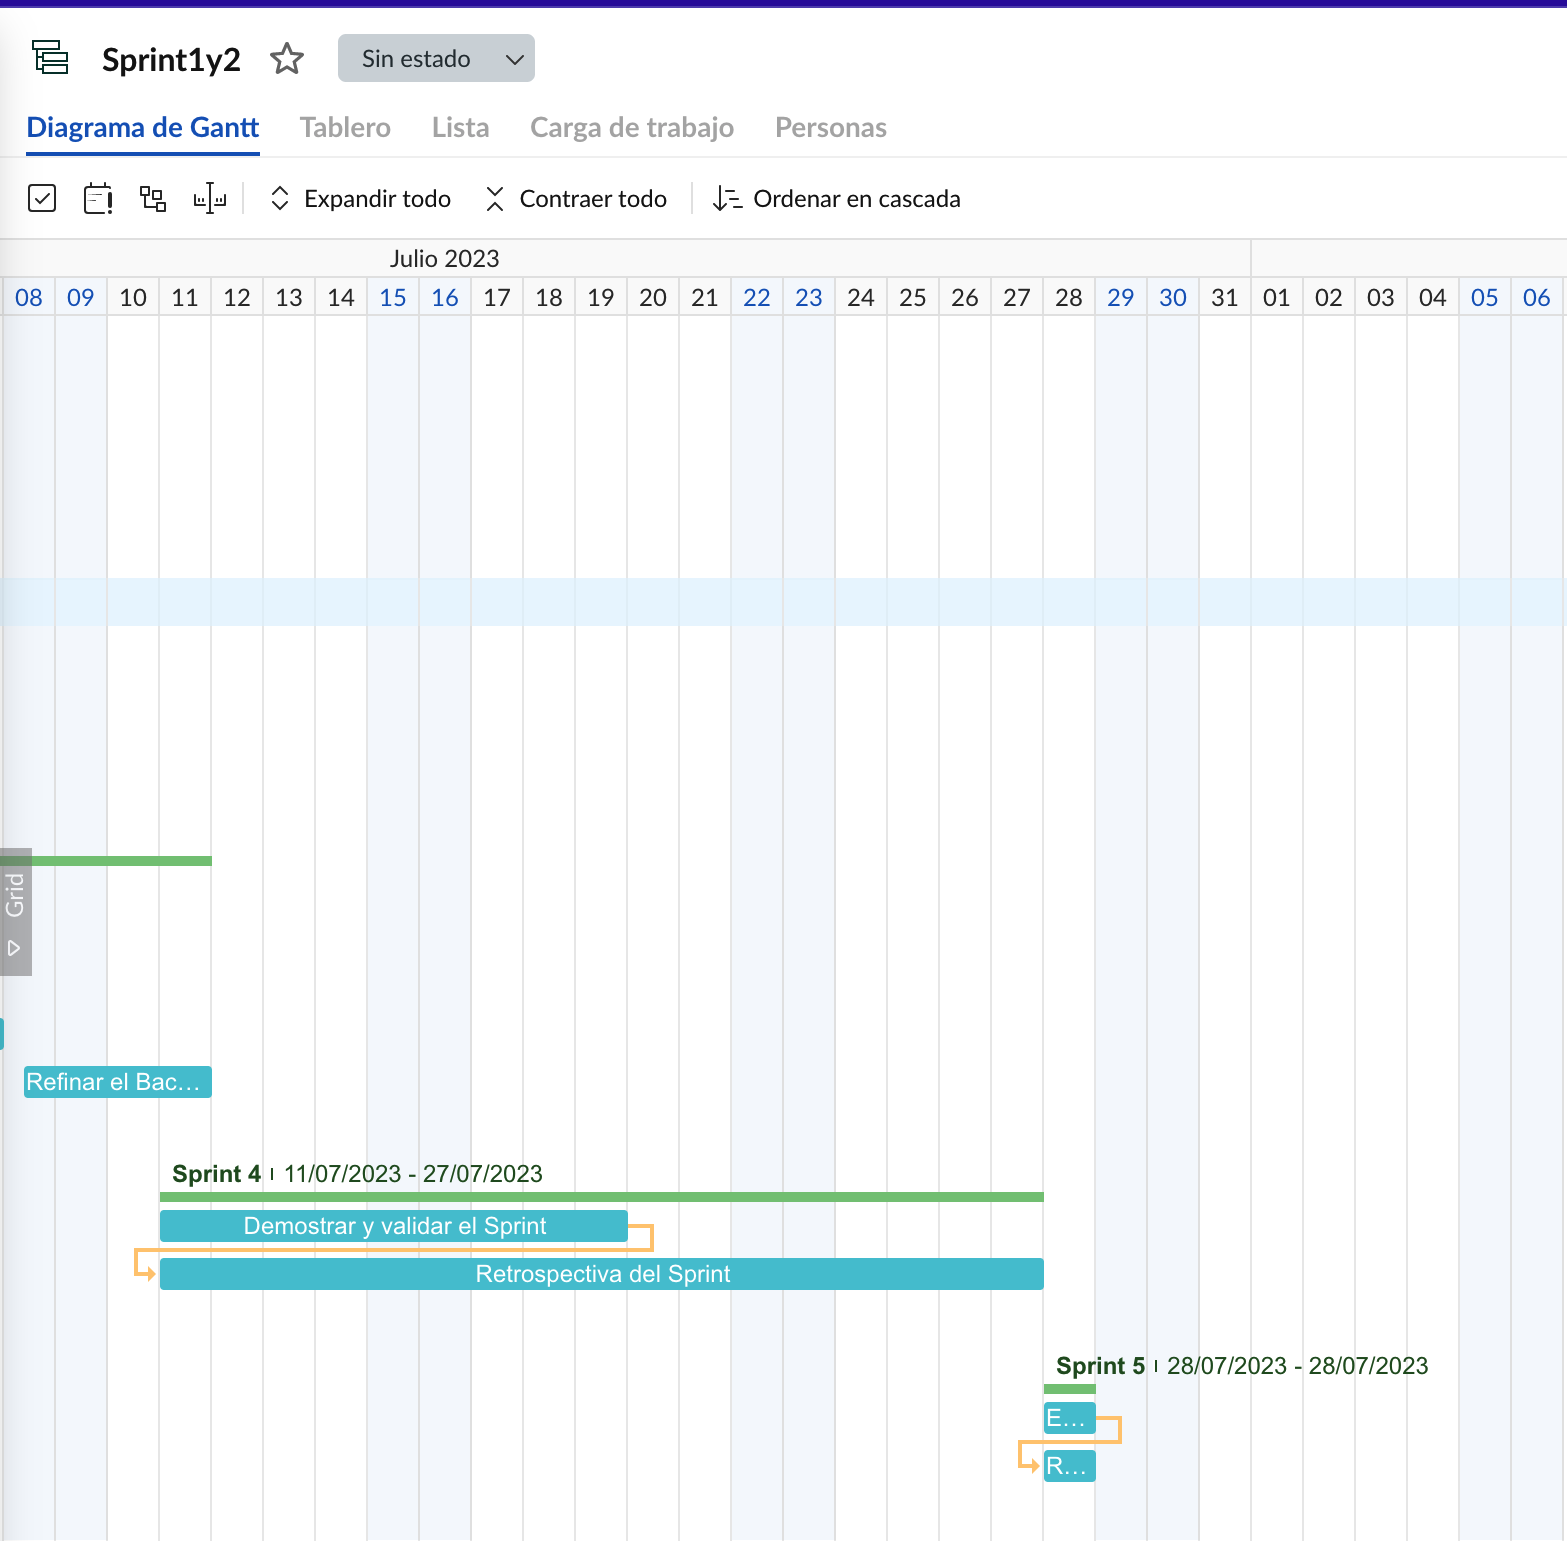 Sprint1y2 Sin estado
Diagrama de Gantt Tablero Lista Carga de trabajo Personas
Expandir todo Contraer todo Ordenar en cascada
Julio 2023
08 09 10 11 12 13 14 15 16 17 18 19 20 21 22 23 24 25 26 27 28 29 30 31 01 02 03 04 05 06
Grid
Refinar el Bac...
Sprint 4 11/07/2023 - 27/07/2023
Demostrar y validar el Sprint
Retrospectiva del Sprint
Sprint 5 28/07/2023 - 28/07/2023
E...
R...